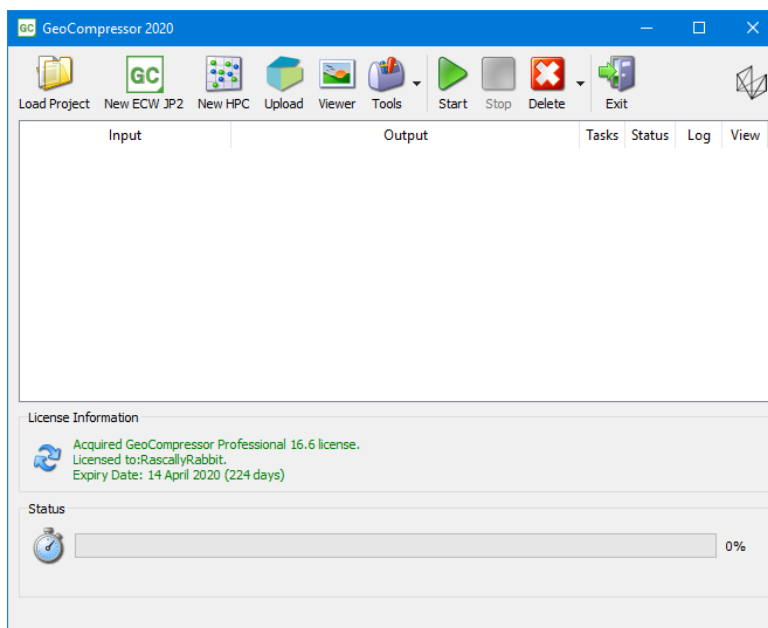 GC GeoCompressor 2020
GC
Load Project New ECW JP2 New HPC Upload Viewer Tools Start Stop Delete Exit
Input Output Tasks Status Log View
License Information
Acquired GeoCompressor Professional 16.6 license.
Licensed to:RascallyRabbit.
Expiry Date: 14 April 2020 (224 days)
Status
0%